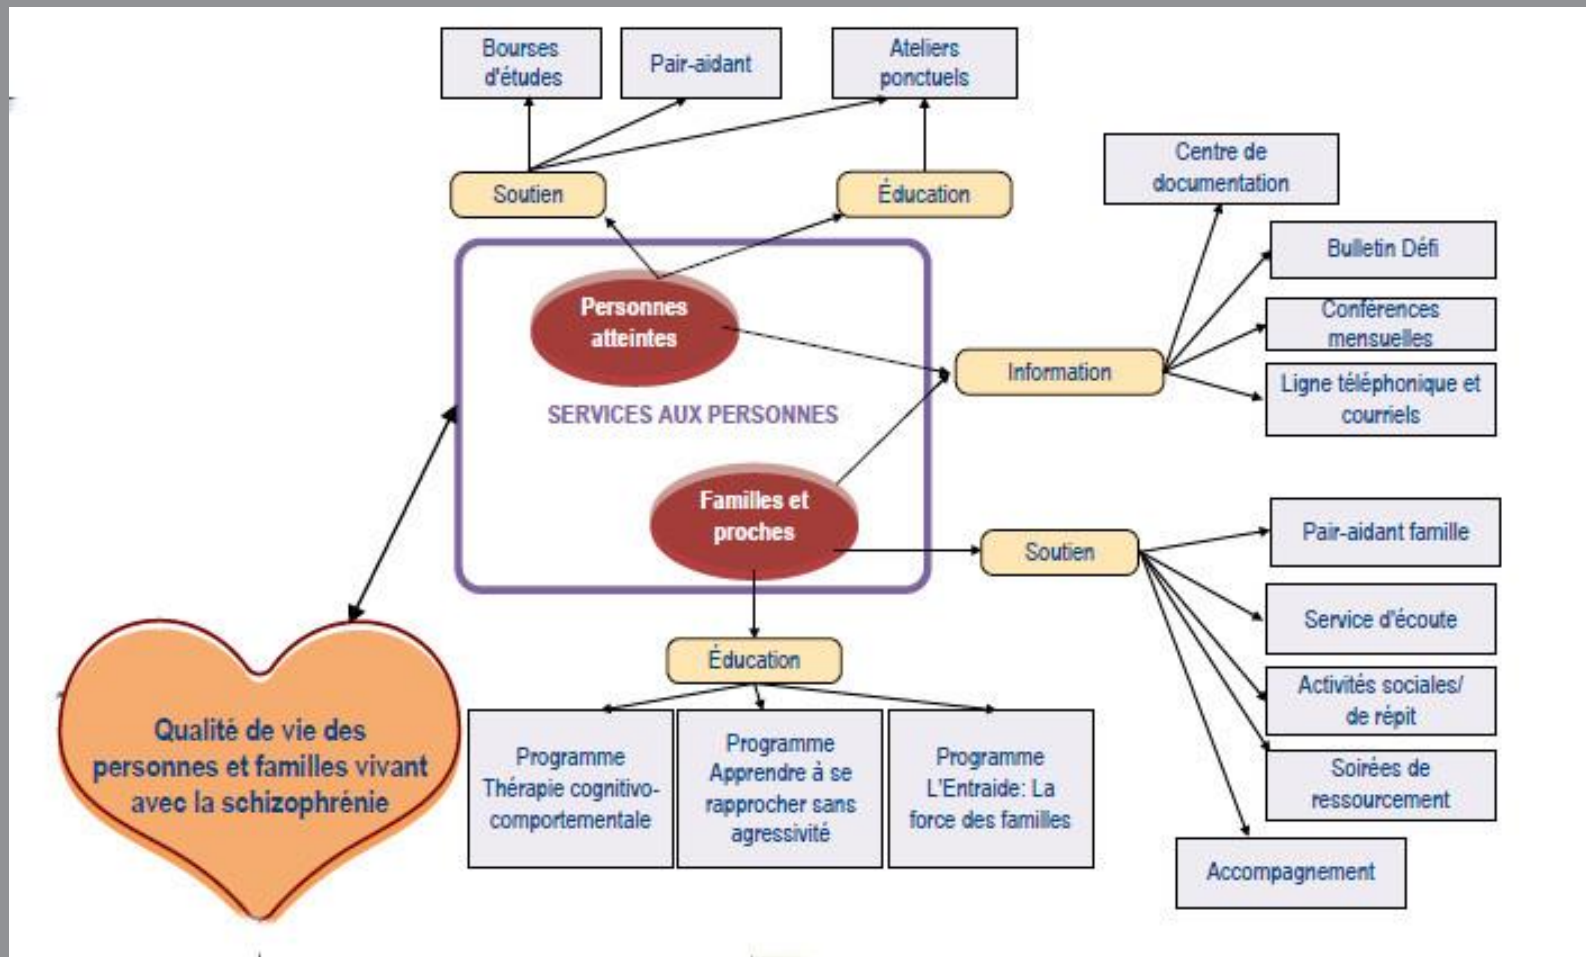 Bourses
d'études
Pair-aidant
Ateliers
ponctuels
Centre de
documentation
Soutien
Éducation
Bulletin Défi
Personnes
atteintes
Conférences
mensuelles
Information
Ligne téléphonique et
courriels
SERVICES AUX PERSONNES
Familles et
proches
Soutien
Pair-aidant famille
Service d'écoute
Éducation
Activités sociales/
de répit
Qualité de vie des
personnes et familles vivant
avec la schizophrénie
Programme
Thérapie cognitivo-
comportementale
Programme
Apprendre à se
rapprocher sans
agressivité
Programme
L'Entraide: La
force des familles
Soirées de
ressourcement
Accompagnement